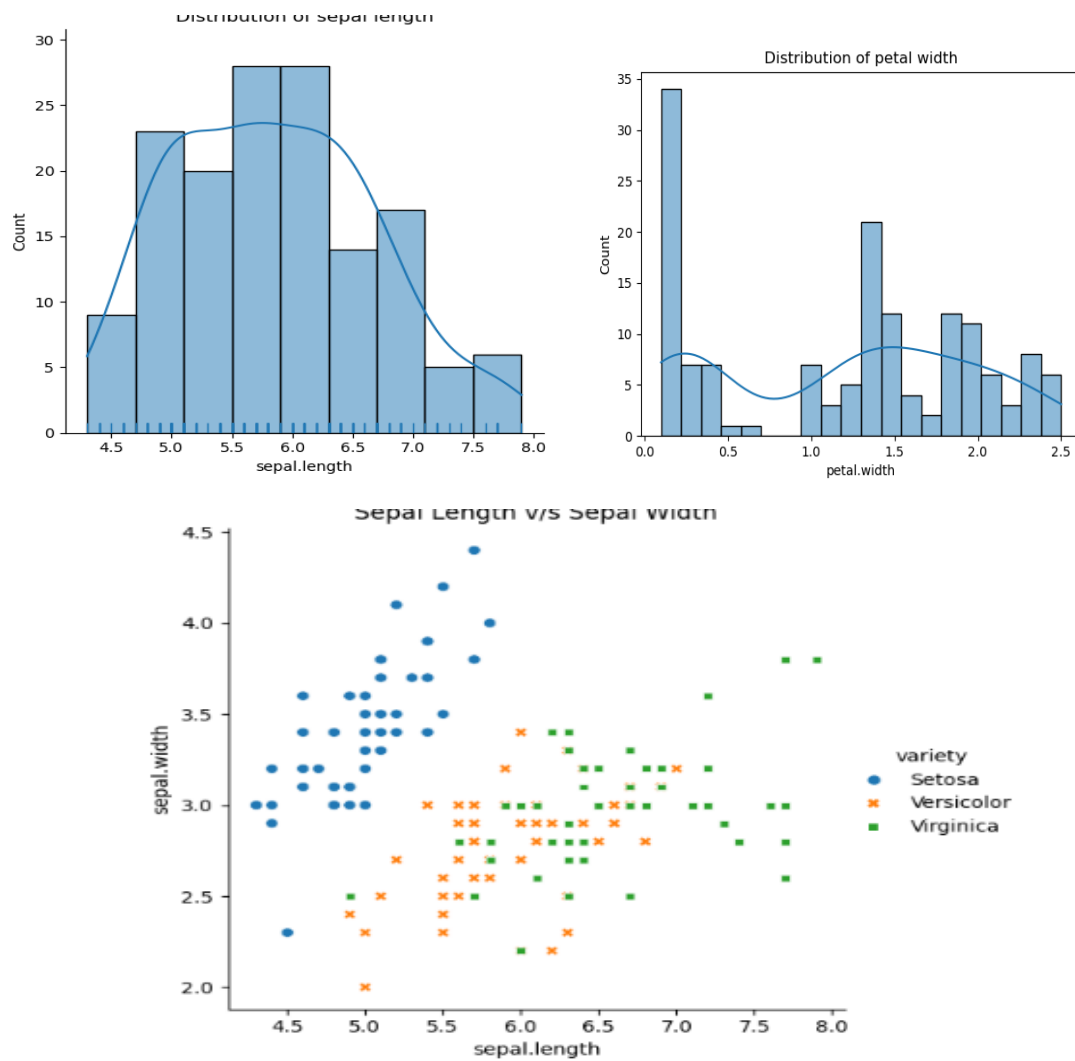 Distribution of sepal length
30
25
20
15
10
5
0
Count
4.5 5.0 5.5 6.0 6.5 7.0 7.5 8.0
sepal.length
Distribution of petal width
35
30
25
20
15
10
5
0
Count
0.0 0.5 1.0 1.5 2.0 2.5
petal.width
Sepal Length v/s Sepal Width
4.5
4.0
3.5
3.0
2.5
2.0
sepal.width
4.5 5.0 5.5 6.0 6.5 7.0 7.5 8.0
sepal.length
variety
Setosa
Versicolor
Virginica